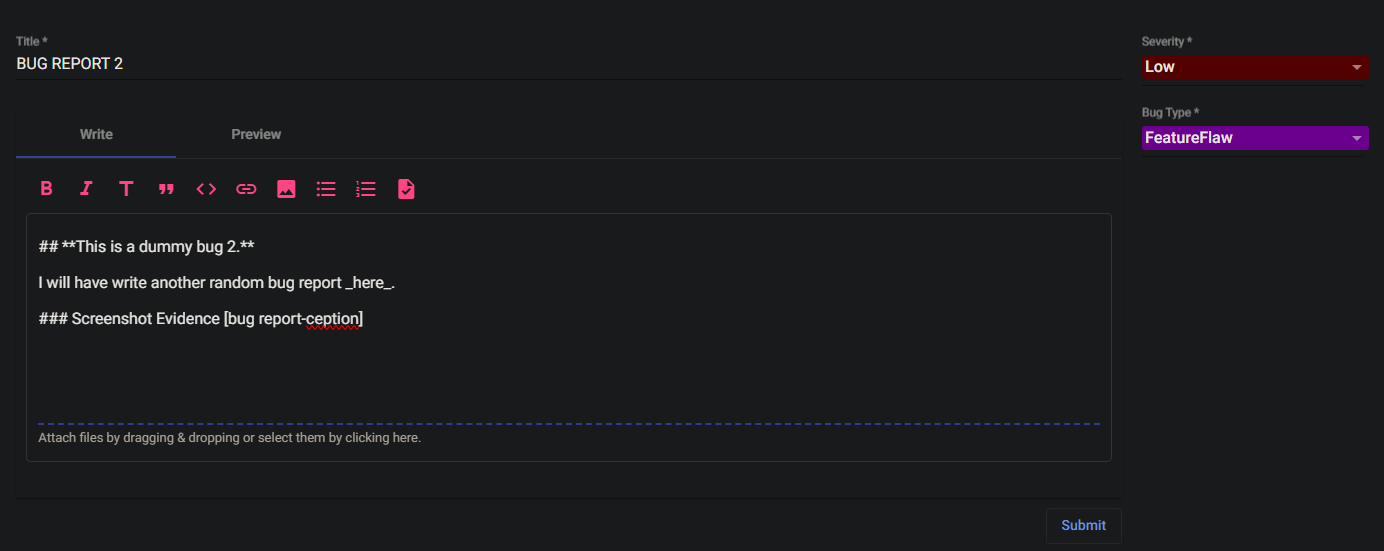 Title *
BUG REPORT 2
Severity *
Low
Bug Type *
FeatureFlaw
Write
Preview
## **This is a dummy bug 2.**
I will have write another random bug report _here_.
### Screenshot Evidence [bug report-ception]
Attach files by dragging & dropping or select them by clicking here.
Submit